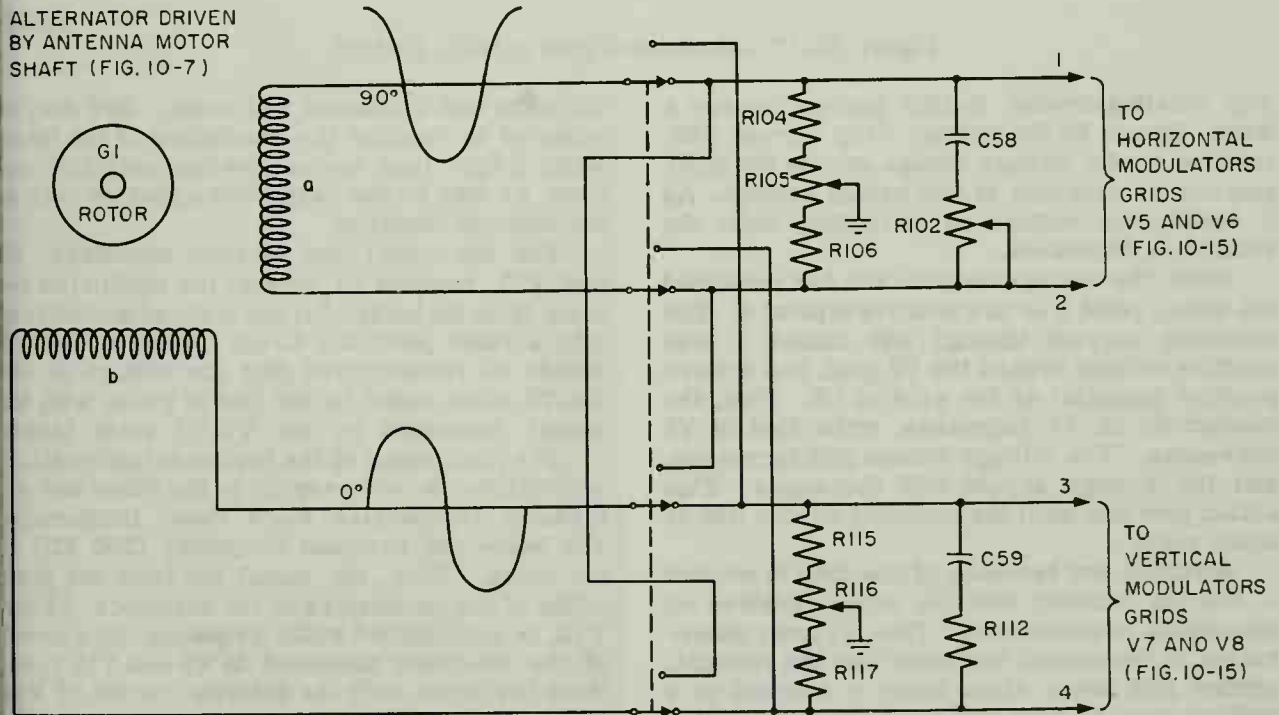 ALTERNATOR DRIVEN
BY ANTENNA MOTOR
SHAFT (FIG. 10-7)
G1
ROTOR
a
90°
b
0°
R104
R105
R106
C58
R102
1
2
TO
HORIZONTAL
MODULATORS
GRIDS
V5 AND V6
(FIG. 10-15)
R115
R116
R117
C59
R112
3
4
TO
VERTICAL
MODULATORS
GRIDS
V7 AND V8
(FIG. 10-15)